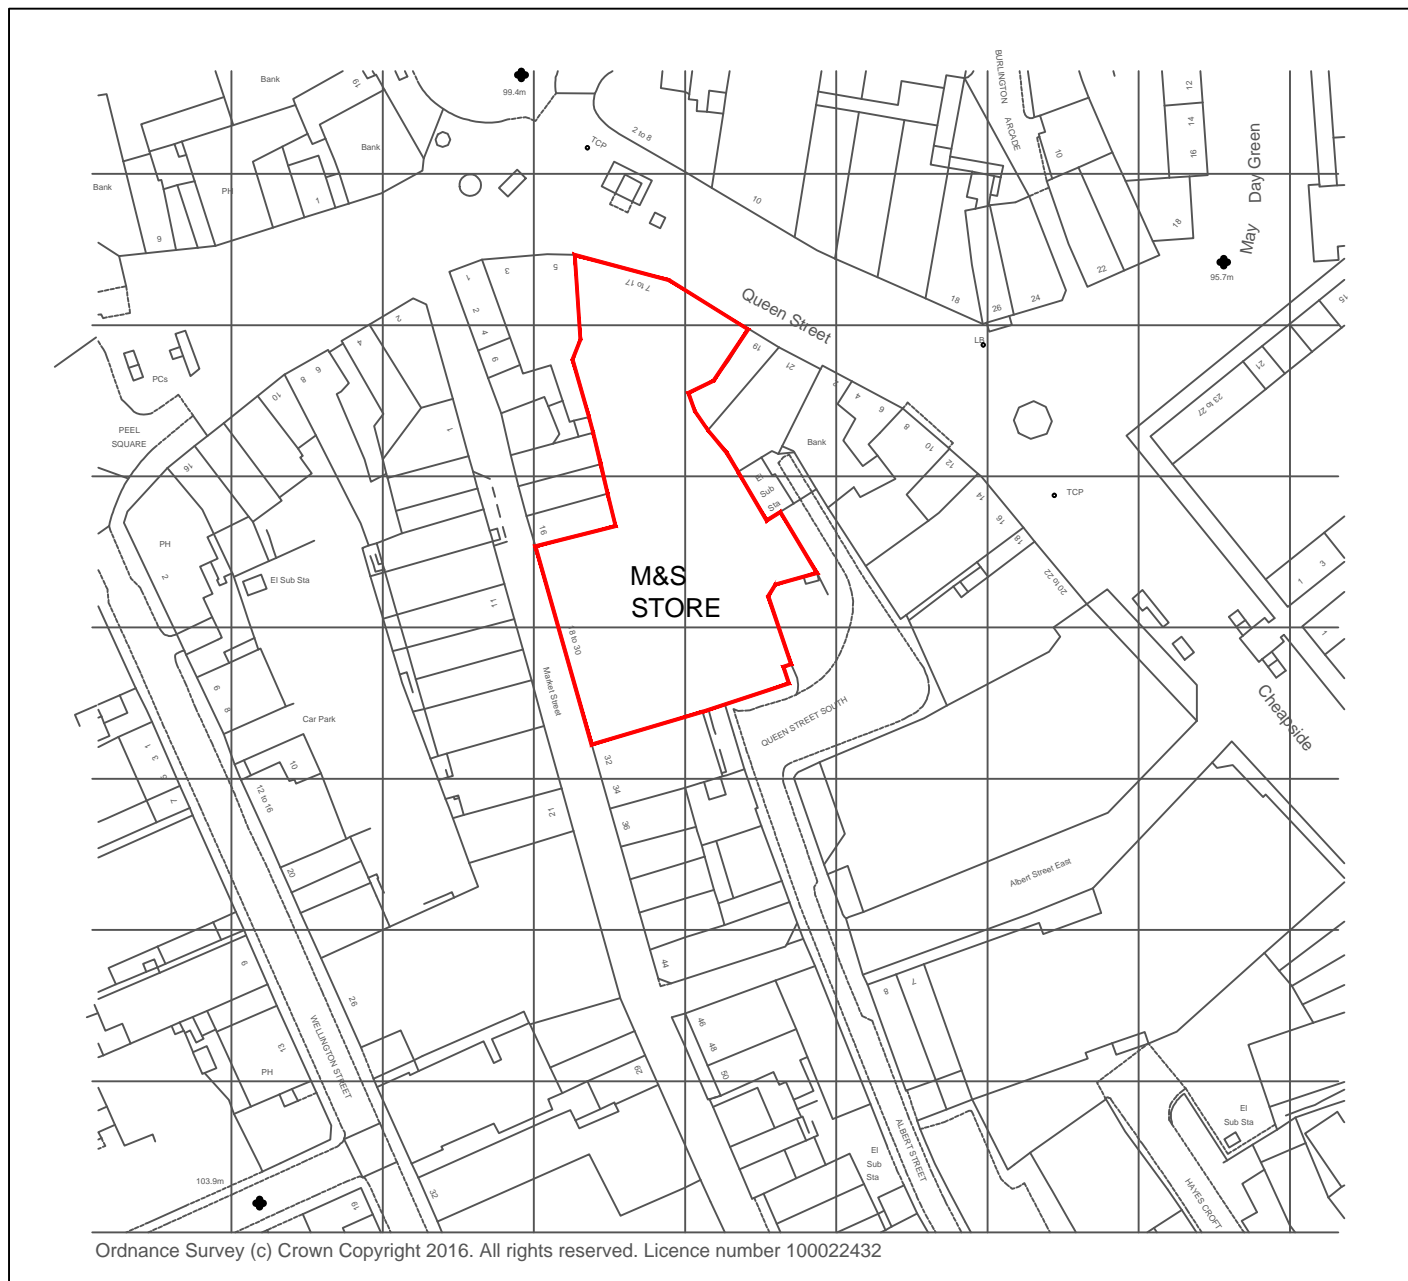 Bank
19
99.4m
Bank
TCP
2 to 8
BURLINGTON
ARCADE
10
12
14
16
May Day Green
Bank
PH
1
9
10
18
22
95.7m
1
3
5
7 to 17
Queen Street
18
26
24
15
2
4
6
2
4
6
8
10
PCs
PEEL
SQUARE
19
21
2
4
6
8
10
12
14
16
18
20 to 22
LB
21
23 to 27
Bank
TCP
16
1
El
Sub
Sta
16
PH
2
El Sub Sta
11
M&S
STORE
1
3
1
18 to 30
Market Street
6
8
Car Park
QUEEN STREET SOUTH
Cheapside
1
3
5
7
10
12 to 16
32
34
36
21
20
Albert Street East
44
6
26
8
7
46
48
50
13
WELLINGTON STREET
PH
29
El
Sub Sta
ALBERT STREET
El
Sub
Sta
HAYES CROFT
103.9m
19
32
Ordnance Survey (c) Crown Copyright 2016. All rights reserved. Licence number 100022432